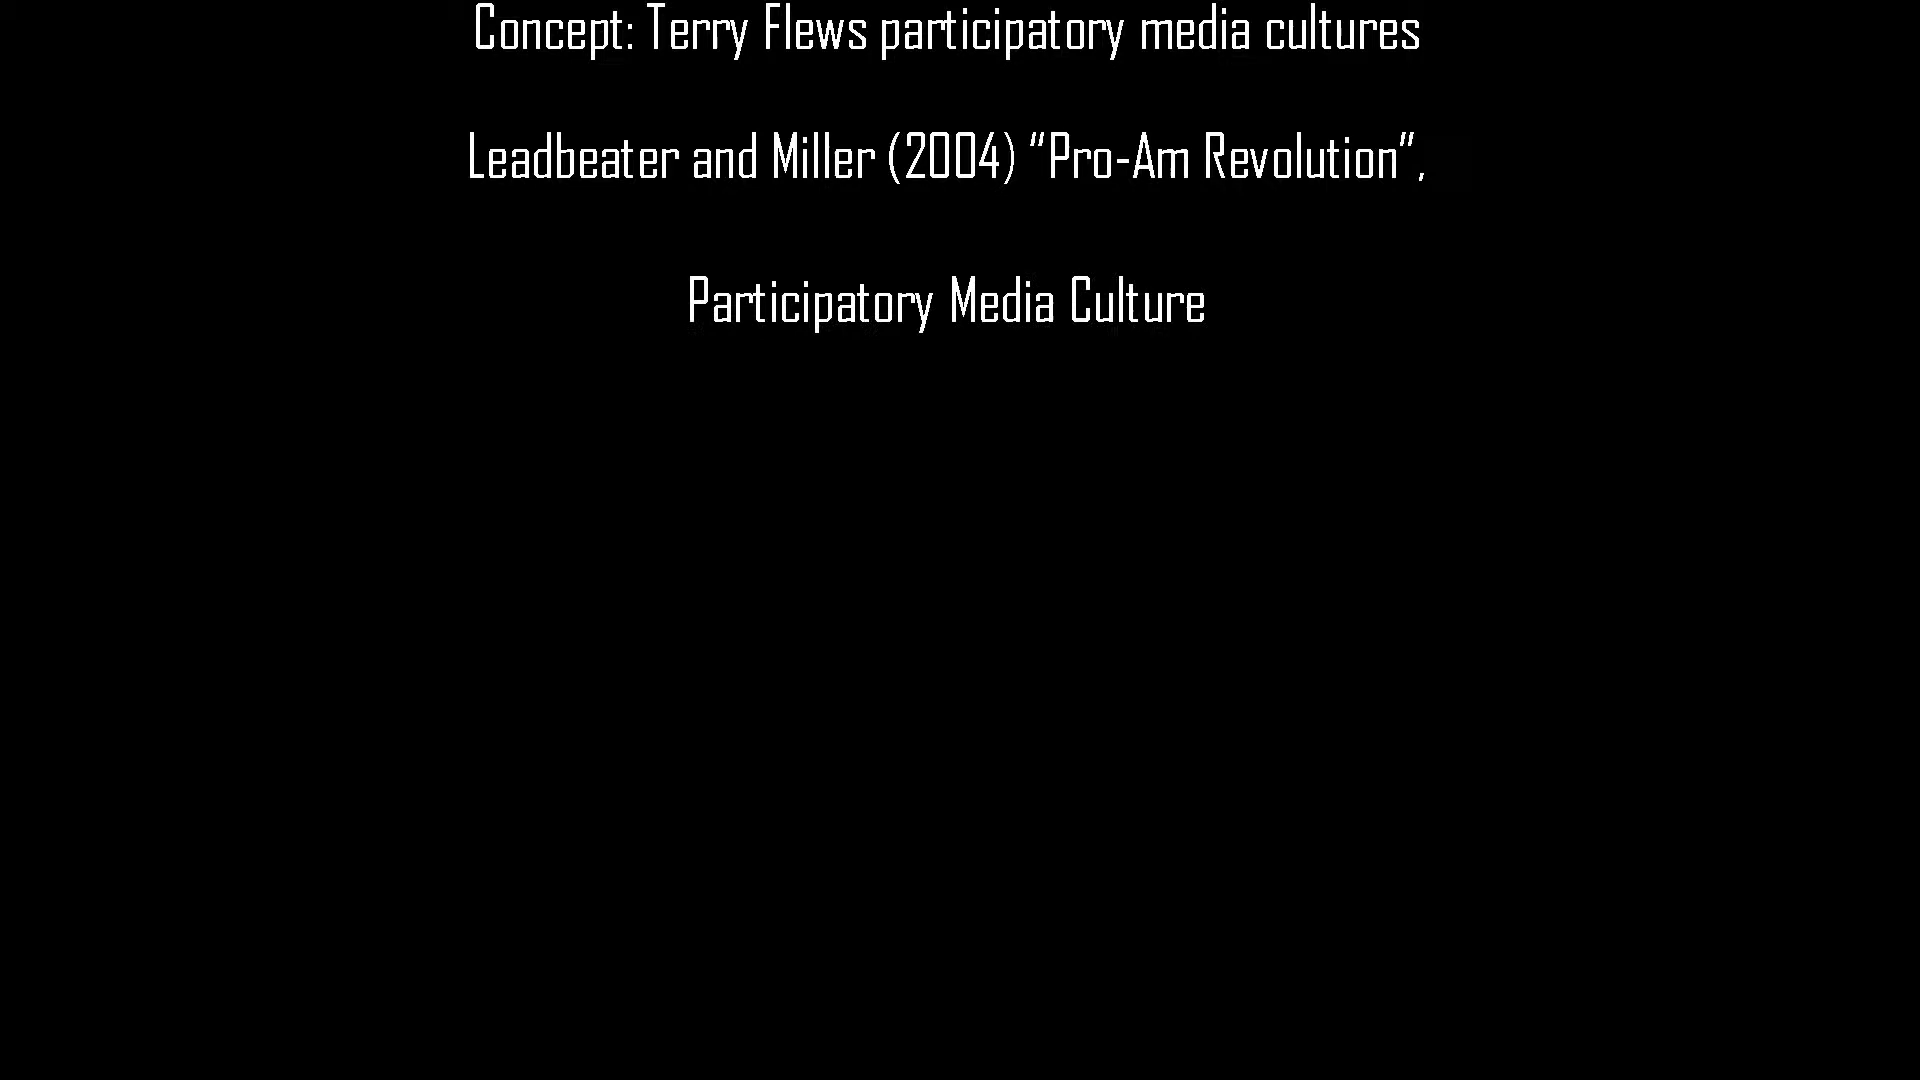 Concept: Terry Flews participatory media cultures
Leadbeater and Miller (2004) “Pro-Am Revolution”,
Participatory Media Culture